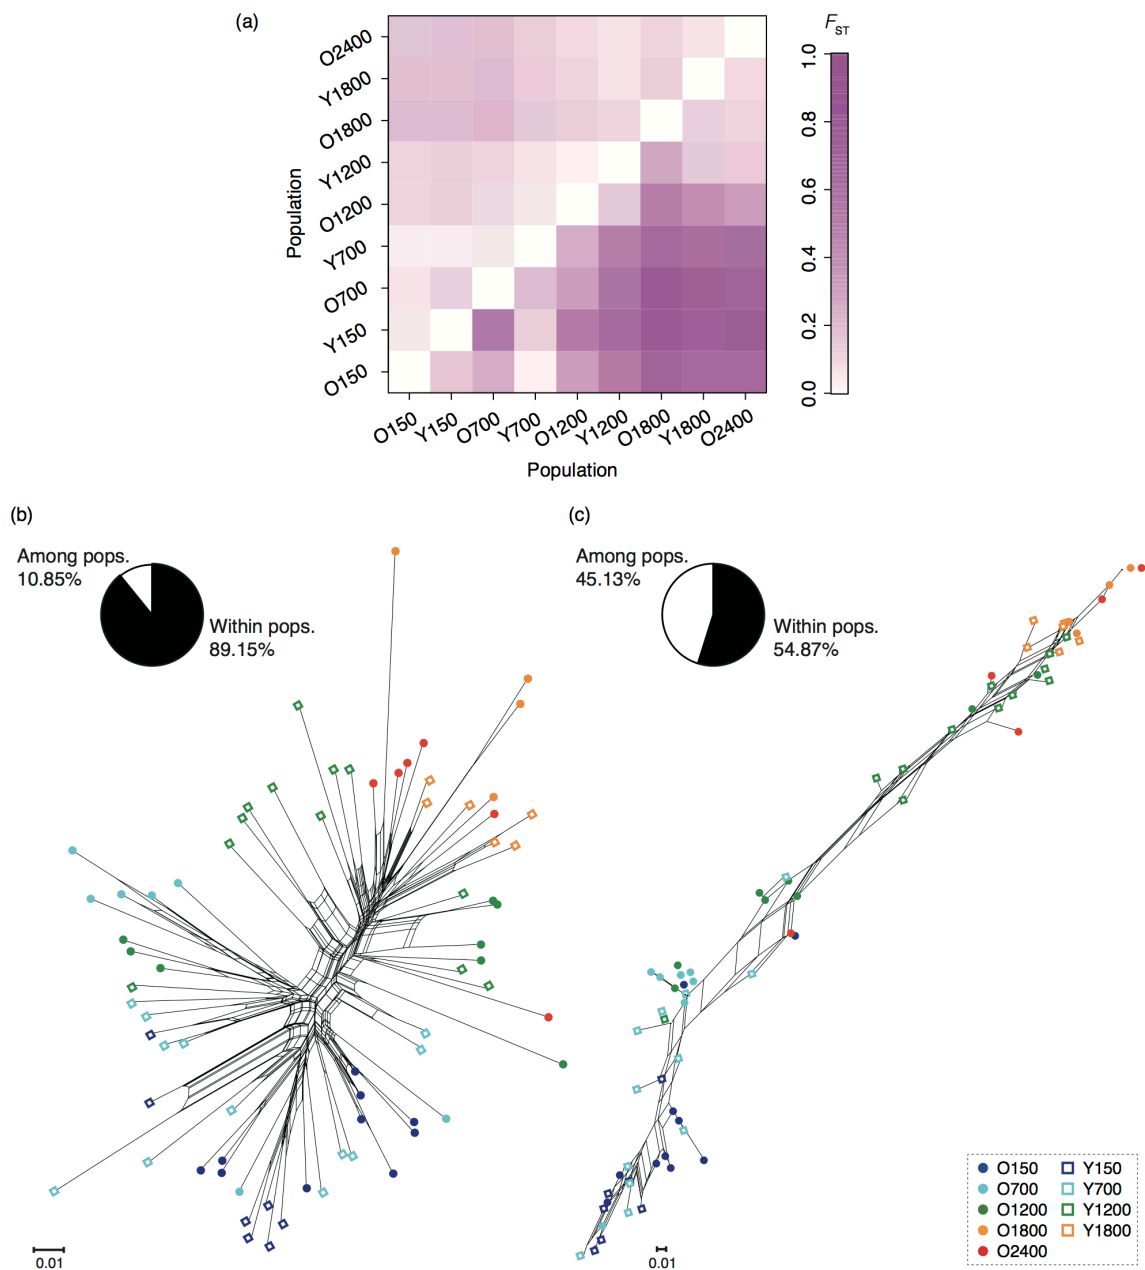 (a)
F_ST
O2400
Y1800
O1800
Y1200
O1200
Y700
O700
Y150
O150
Population
O150 Y150 O700 Y700 O1200 Y1200 O1800 Y1800 O2400
Population
1.0
0.8
0.6
0.4
0.2
0.0
(b)
Among pops.
10.85%
Within pops.
89.15%
0.01
(c)
Among pops.
45.13%
Within pops.
54.87%
0.01
O150 Y150
O700 Y700
O1200 Y1200
O1800 Y1800
O2400